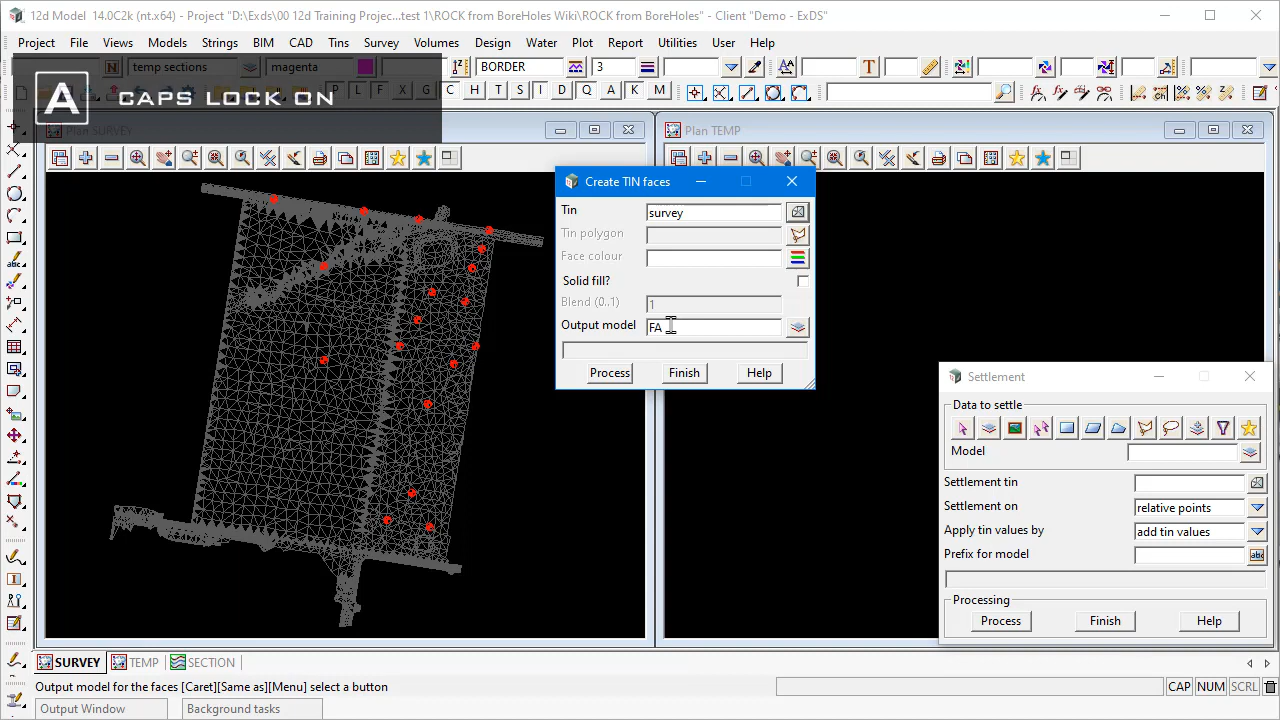 12d Model 14.0C2k (nt.x64) - Project "D:\Exds\00 12d Training Projec...test 1\ROCK from BoreHoles Wiki\ROCK from BoreHoles" - Client "Demo - ExDS"
Project File Views Models Strings BIM CAD Tins Survey Volumes Design Water Plot Report Utilities User Help
N temp sections magenta 1 2 BORDER 3 T
A CAPS LOCK ON
P L F X G C H T S I D Q A K M
Plan SURVEY
Plan TEMP
Create TIN faces
Tin survey
Tin polygon
Face colour
Solid fill?
Blend (0..1) 1
Output model FA
Process Finish Help
Settlement
Data to settle
Model
Settlement tin
Settlement on relative points
Apply tin values by add tin values
Prefix for model abc
Processing
Process Finish Help
abc
SURVEY TEMP SECTION
Output model for the faces [Caret][Same as][Menu] select a button CAP NUM SCRL
Output Window Background tasks